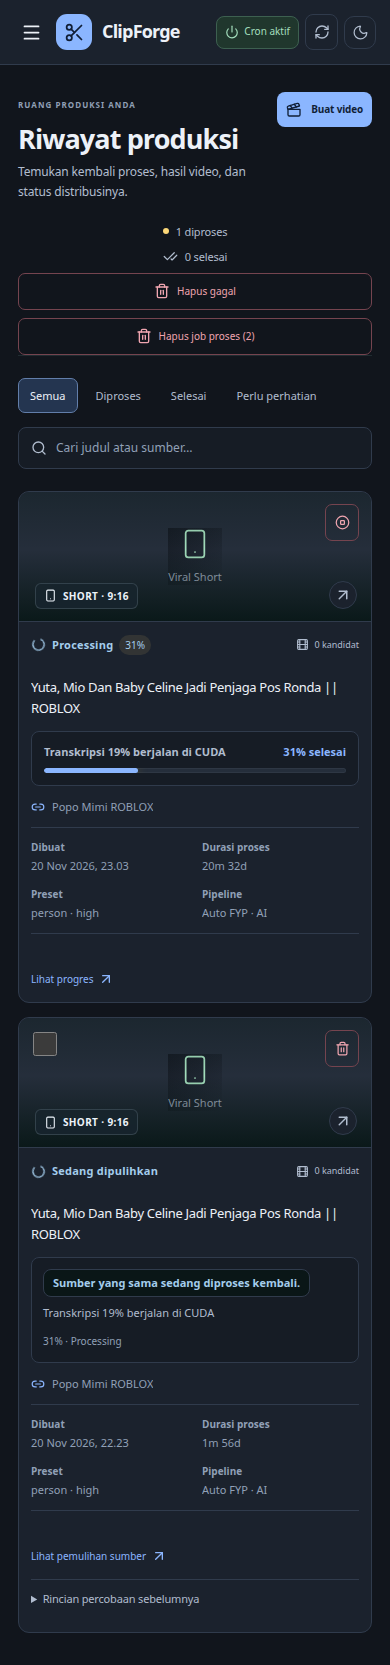 ClipForge
Cron aktif
RUANG PRODUKSI ANDA
Buat video
Riwayat produksi
Temukan kembali proses, hasil video, dan
status distribusinya.
1 diproses
0 selesai
Hapus gagal
Hapus job proses (2)
Semua
Diproses
Selesai
Perlu perhatian
Cari judul atau sumber...
Viral Short
SHORT · 9:16
Processing 31%
0 kandidat
Yuta, Mio Dan Baby Celine Jadi Penjaga Pos Ronda ||
ROBLOX
Transkripsi 19% berjalan di CUDA
31% selesai
Popo Mimi ROBLOX
Dibuat
Durasi proses
20 Nov 2026, 23.03
20m 32d
Preset
Pipeline
person · high
Auto FYP · AI
Lihat progres
Viral Short
SHORT · 9:16
Sedang dipulihkan
0 kandidat
Yuta, Mio Dan Baby Celine Jadi Penjaga Pos Ronda ||
ROBLOX
Sumber yang sama sedang diproses kembali.
Transkripsi 19% berjalan di CUDA
31% · Processing
Popo Mimi ROBLOX
Dibuat
Durasi proses
20 Nov 2026, 22.23
1m 56d
Preset
Pipeline
person · high
Auto FYP · AI
Lihat pemulihan sumber
Rincian percobaan sebelumnya